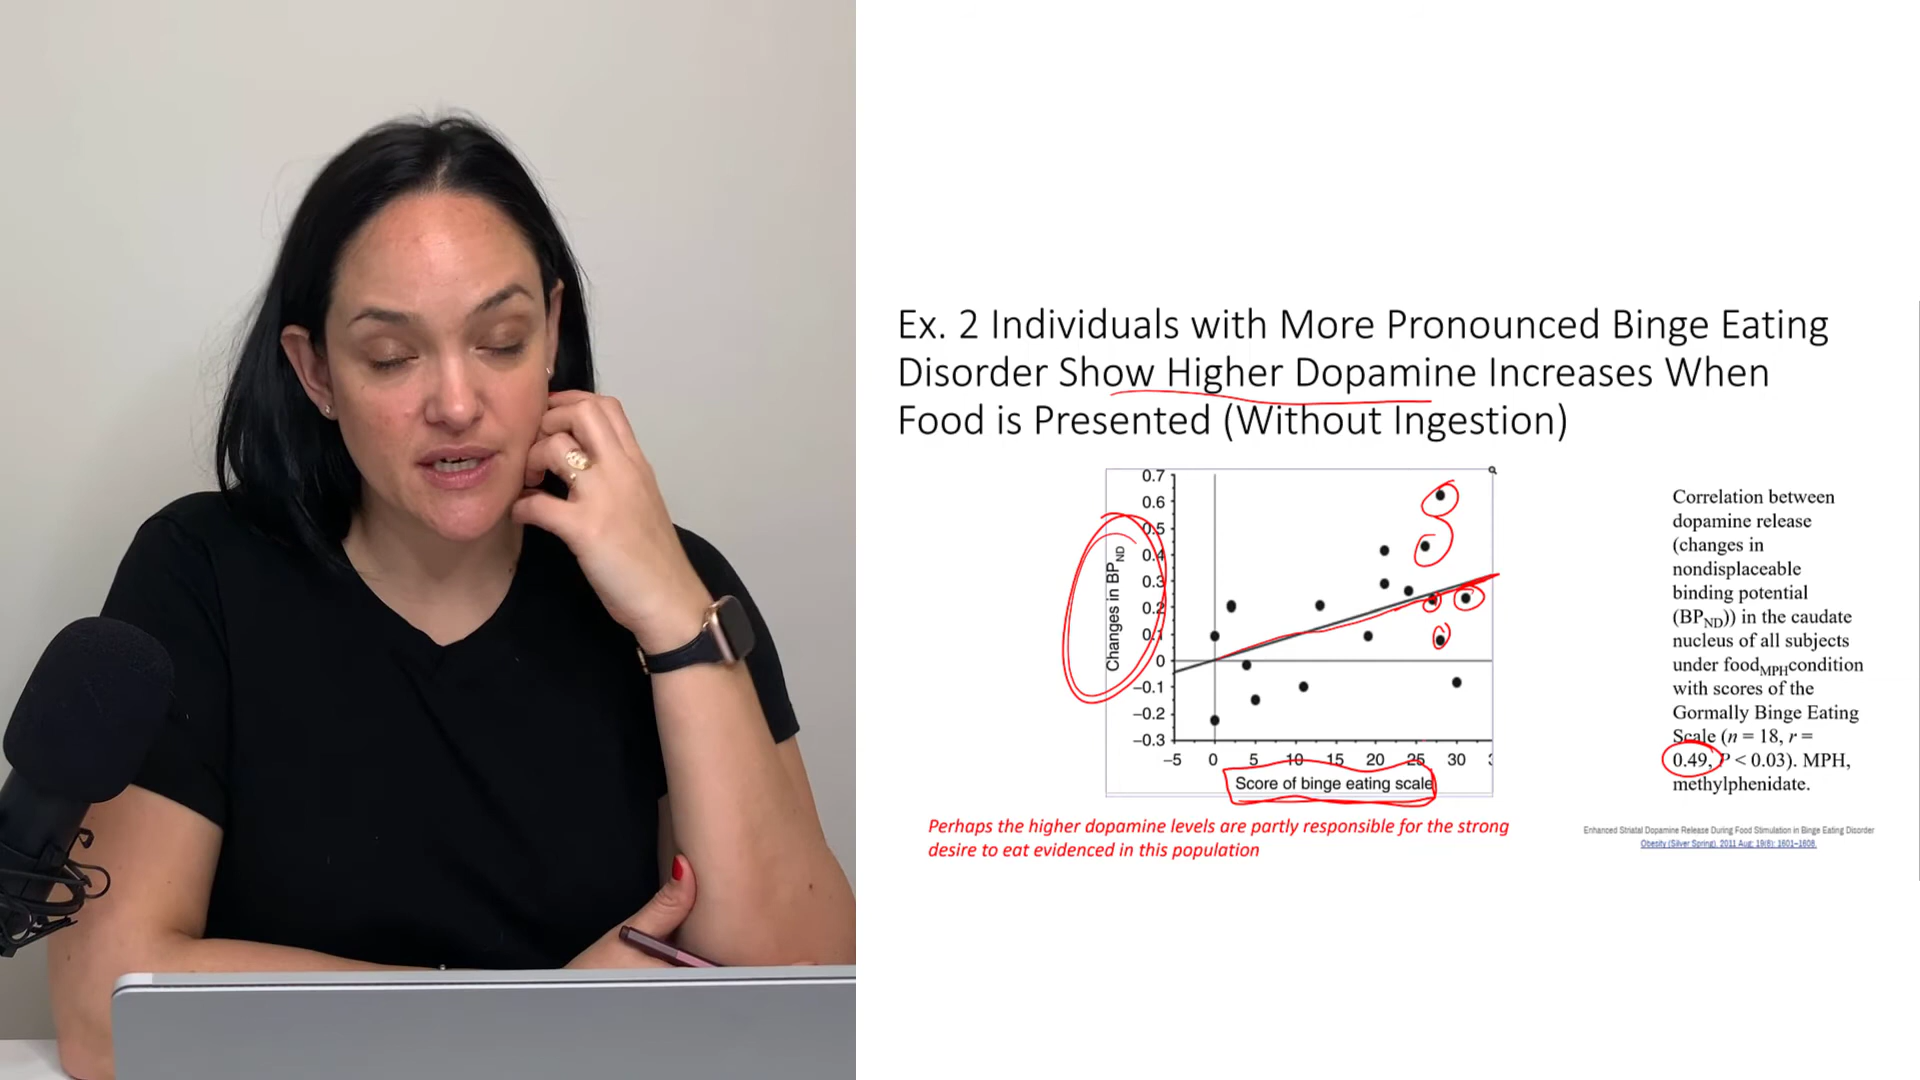 Ex. 2 Individuals with More Pronounced Binge Eating
Disorder Show Higher Dopamine Increases When
Food is Presented (Without Ingestion)
0.7
0.6
0.5
0.4
0.3
0.2
0.1
0
–0.1
–0.2
–0.3
Changes in BPND
–5 0 5 10 15 20 25 30
Score of binge eating scale
Correlation between
dopamine release
(changes in
nondisplaceable
binding potential
(BPND)) in the caudate
nucleus of all subjects
under foodMPHcondition
with scores of the
Gormally Binge Eating
Scale (n = 18, r =
0.49, P < 0.03). MPH,
methylphenidate.
Perhaps the higher dopamine levels are partly responsible for the strong
desire to eat evidenced in this population
Enhanced Striatal Dopamine Release During Food Stimulation in Binge Eating Disorder
Obesity (Silver Spring). 2011 Aug; 19(8): 1601–1608.